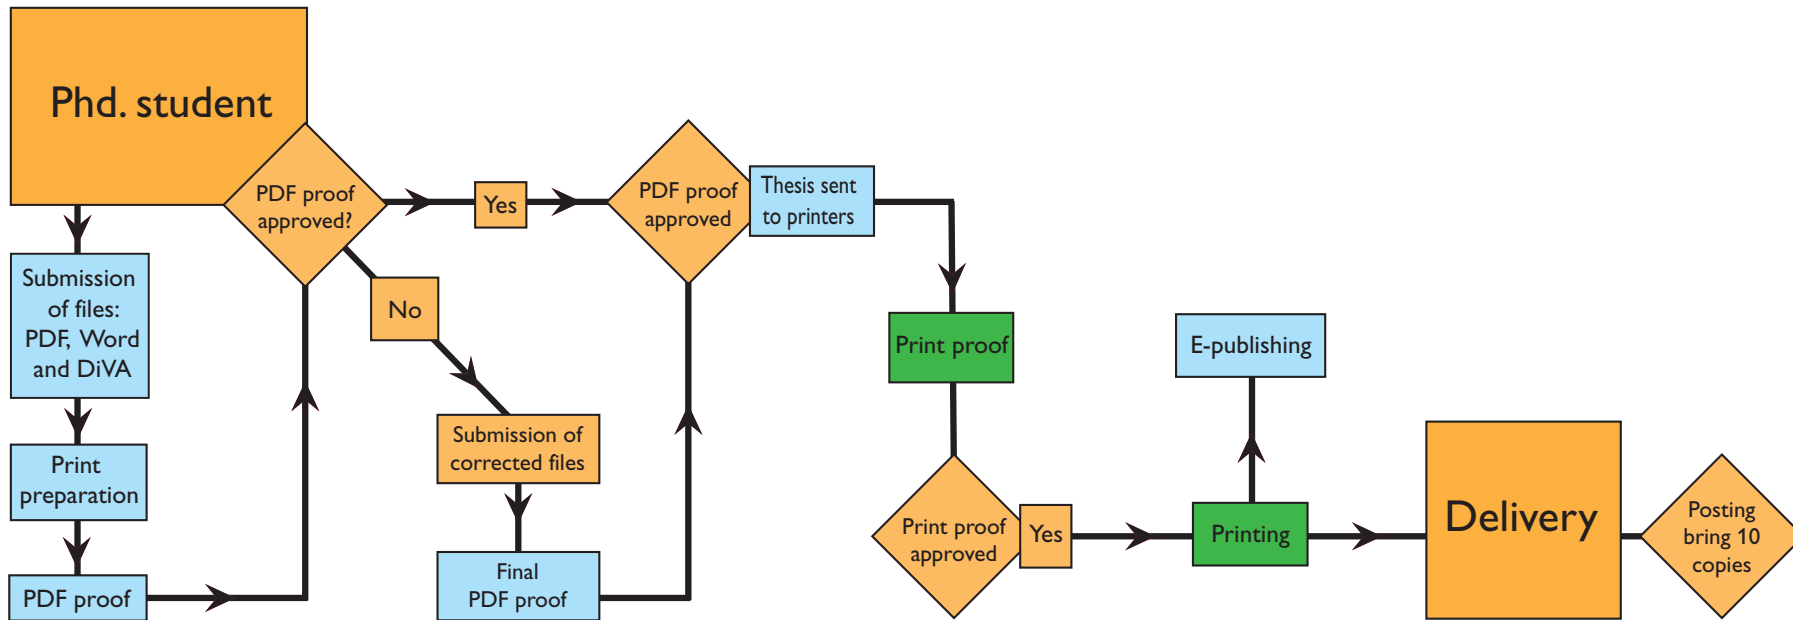 Phd. student
PDF proof
approved?
Yes
PDF proof
approved
Thesis sent
to printers
Submission
of files:
PDF, Word
and DiVA
No
Print proof
E-publishing
Print
preparation
Submission of
corrected files
PDF proof
Final
PDF proof
Print proof
approved
Yes
Printing
Delivery
Posting
bring 10
copies